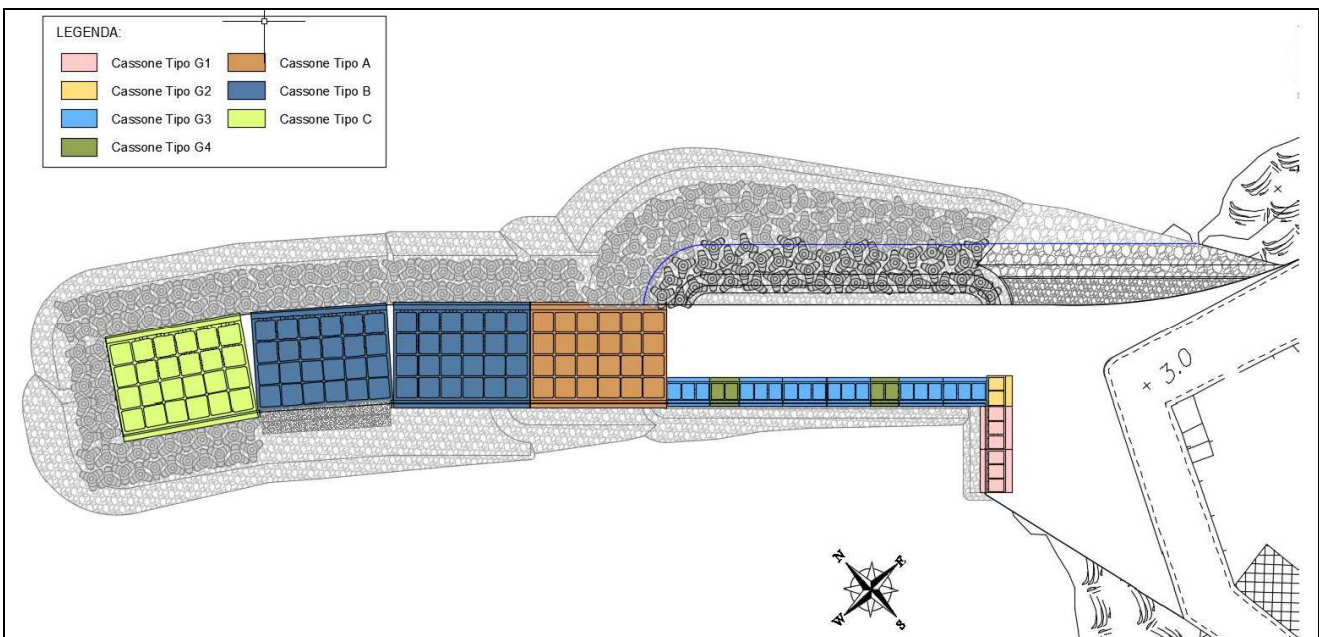 LEGENDA:
Cassone Tipo G1
Cassone Tipo A
Cassone Tipo G2
Cassone Tipo B
Cassone Tipo G3
Cassone Tipo C
Cassone Tipo G4
+ 3.0
N
E
W
S